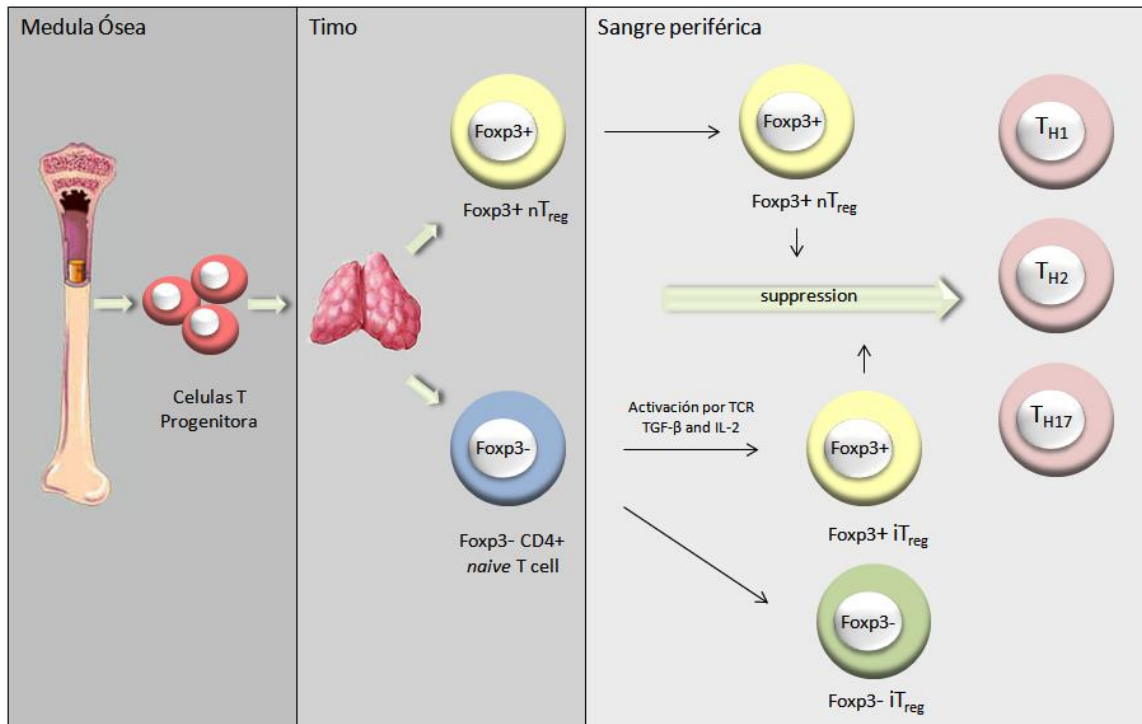 Medula Ósea
Celulas T
Progenitora
Timo
Foxp3+
Foxp3+ nTreg
Foxp3-
Foxp3- CD4+
naive T cell
Sangre periférica
Foxp3+
Foxp3+ nTreg
suppression
Activación por TCR
TGF-β and IL-2
Foxp3+
Foxp3+ iTreg
Foxp3-
Foxp3- iTreg
TH1
TH2
TH17